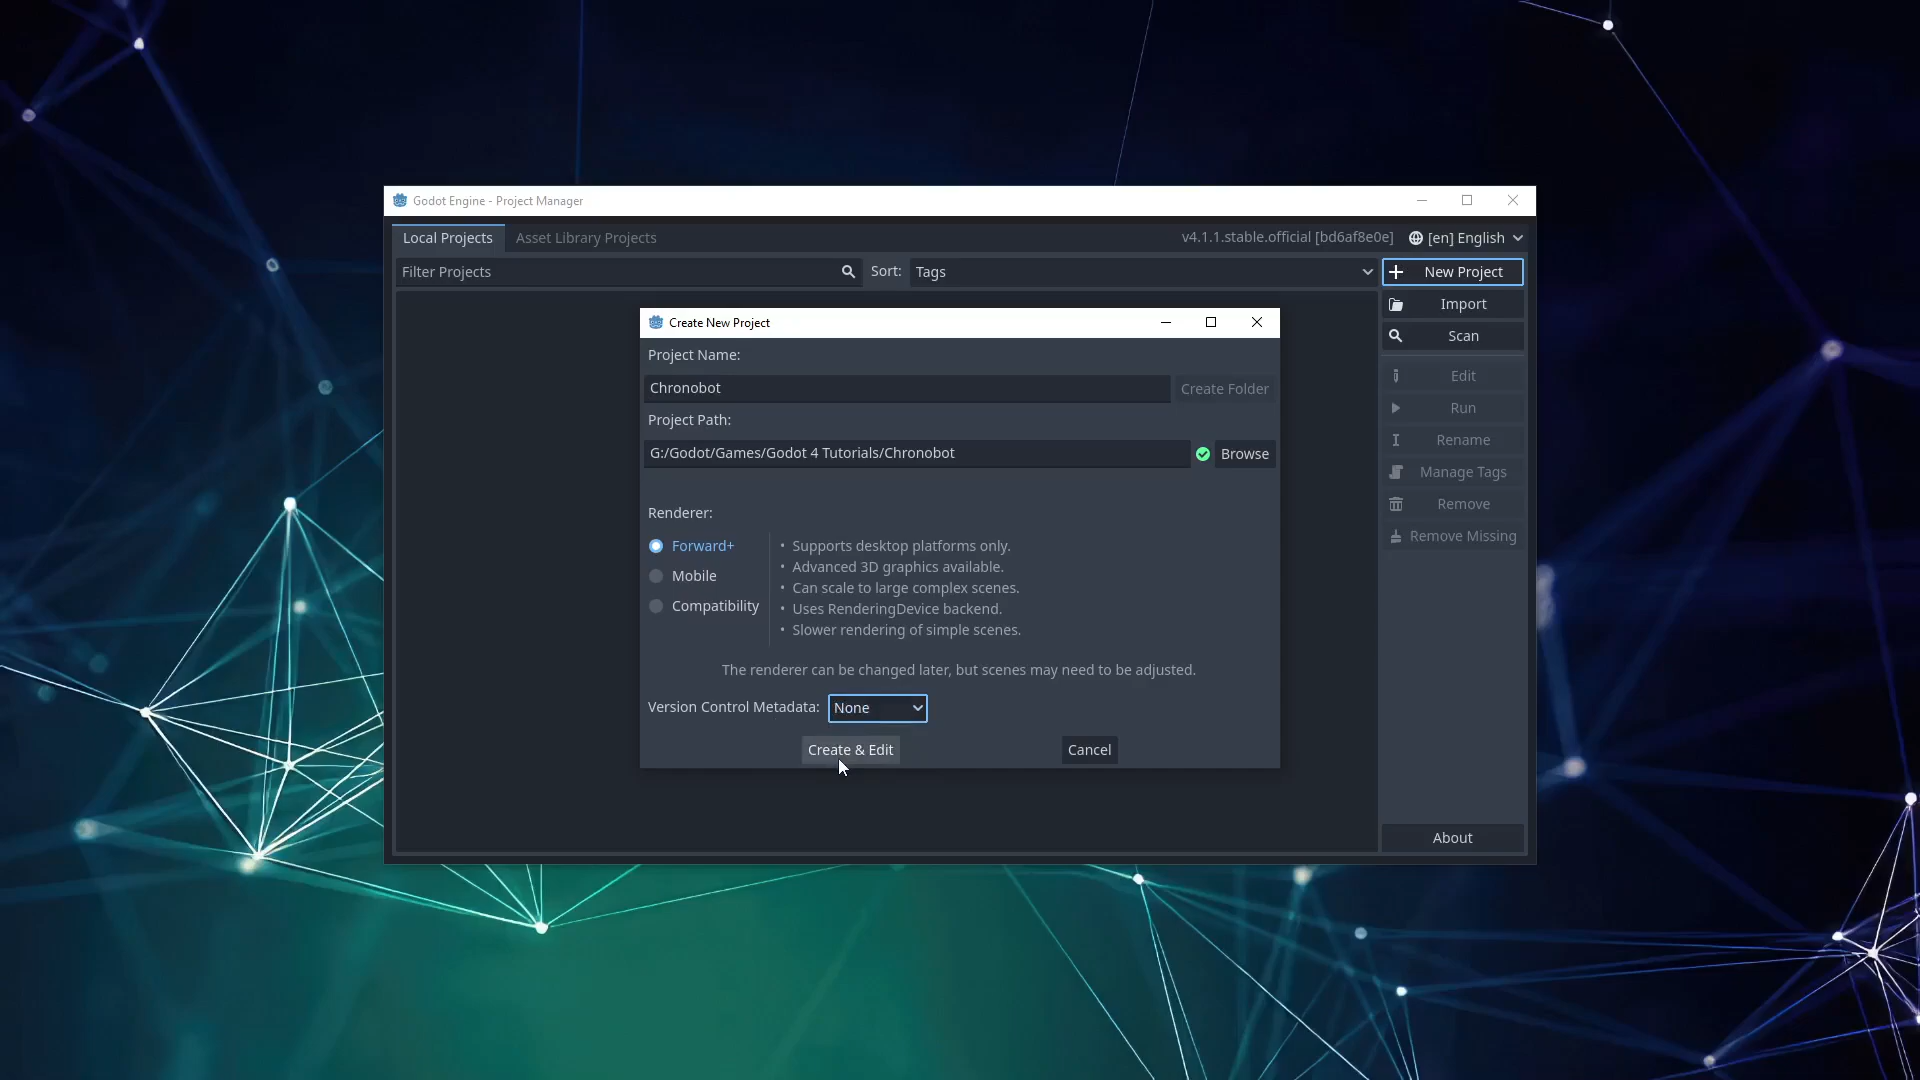 Godot Engine - Project Manager
Local Projects Asset Library Projects v4.1.1.stable.official [bd6af8e0e] [en] English
Filter Projects Sort: Tags New Project
Import
Scan
Edit
Run
Rename
Manage Tags
Remove
Remove Missing
About
Create New Project
Project Name:
Chronobot Create Folder
Project Path:
G:/Godot/Games/Godot 4 Tutorials/Chronobot Browse
Renderer:
Forward+
Mobile
Compatibility
• Supports desktop platforms only.
• Advanced 3D graphics available.
• Can scale to large complex scenes.
• Uses RenderingDevice backend.
• Slower rendering of simple scenes.
The renderer can be changed later, but scenes may need to be adjusted.
Version Control Metadata: None
Create & Edit Cancel